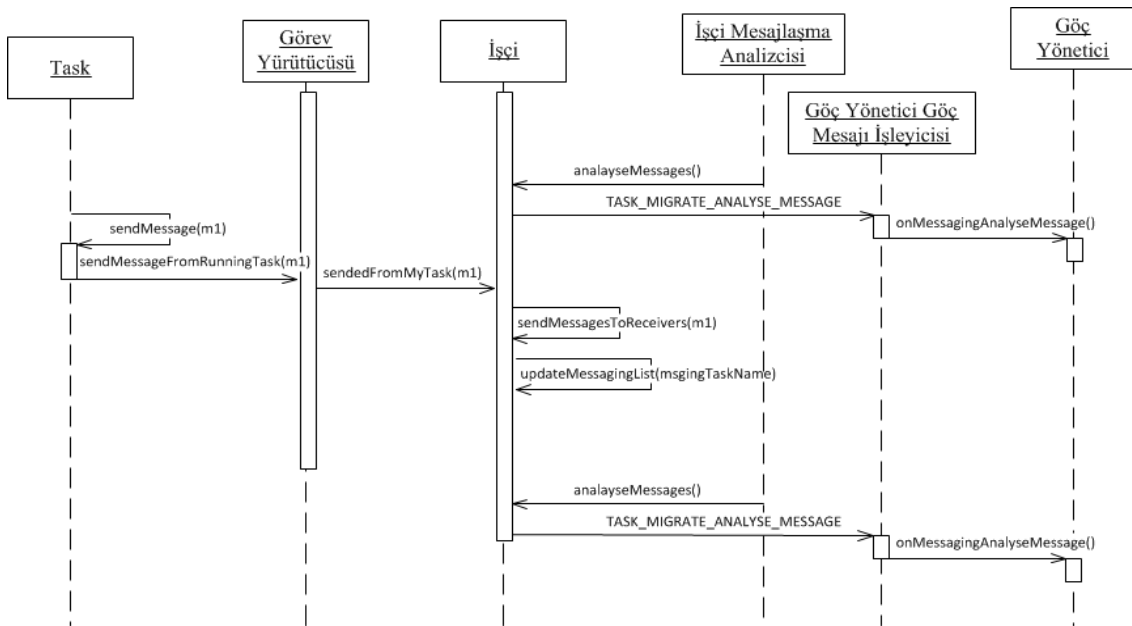 Task
Görev
Yürütücüsü
İşçi
İşçi Mesajlaşma
Analizcisi
Göç
Yönetici
Göç Yönetici Göç
Mesajı İşleyicisi
analayseMessages()
TASK_MIGRATE_ANALYSE_MESSAGE
onMessagingAnalyseMessage()
sendMessage(m1)
sendMessageFromRunningTask(m1)
sendedFromMyTask(m1)
sendMessagesToReceivers(m1)
updateMessagingList(msgingTaskName)
analayseMessages()
TASK_MIGRATE_ANALYSE_MESSAGE
onMessagingAnalyseMessage()